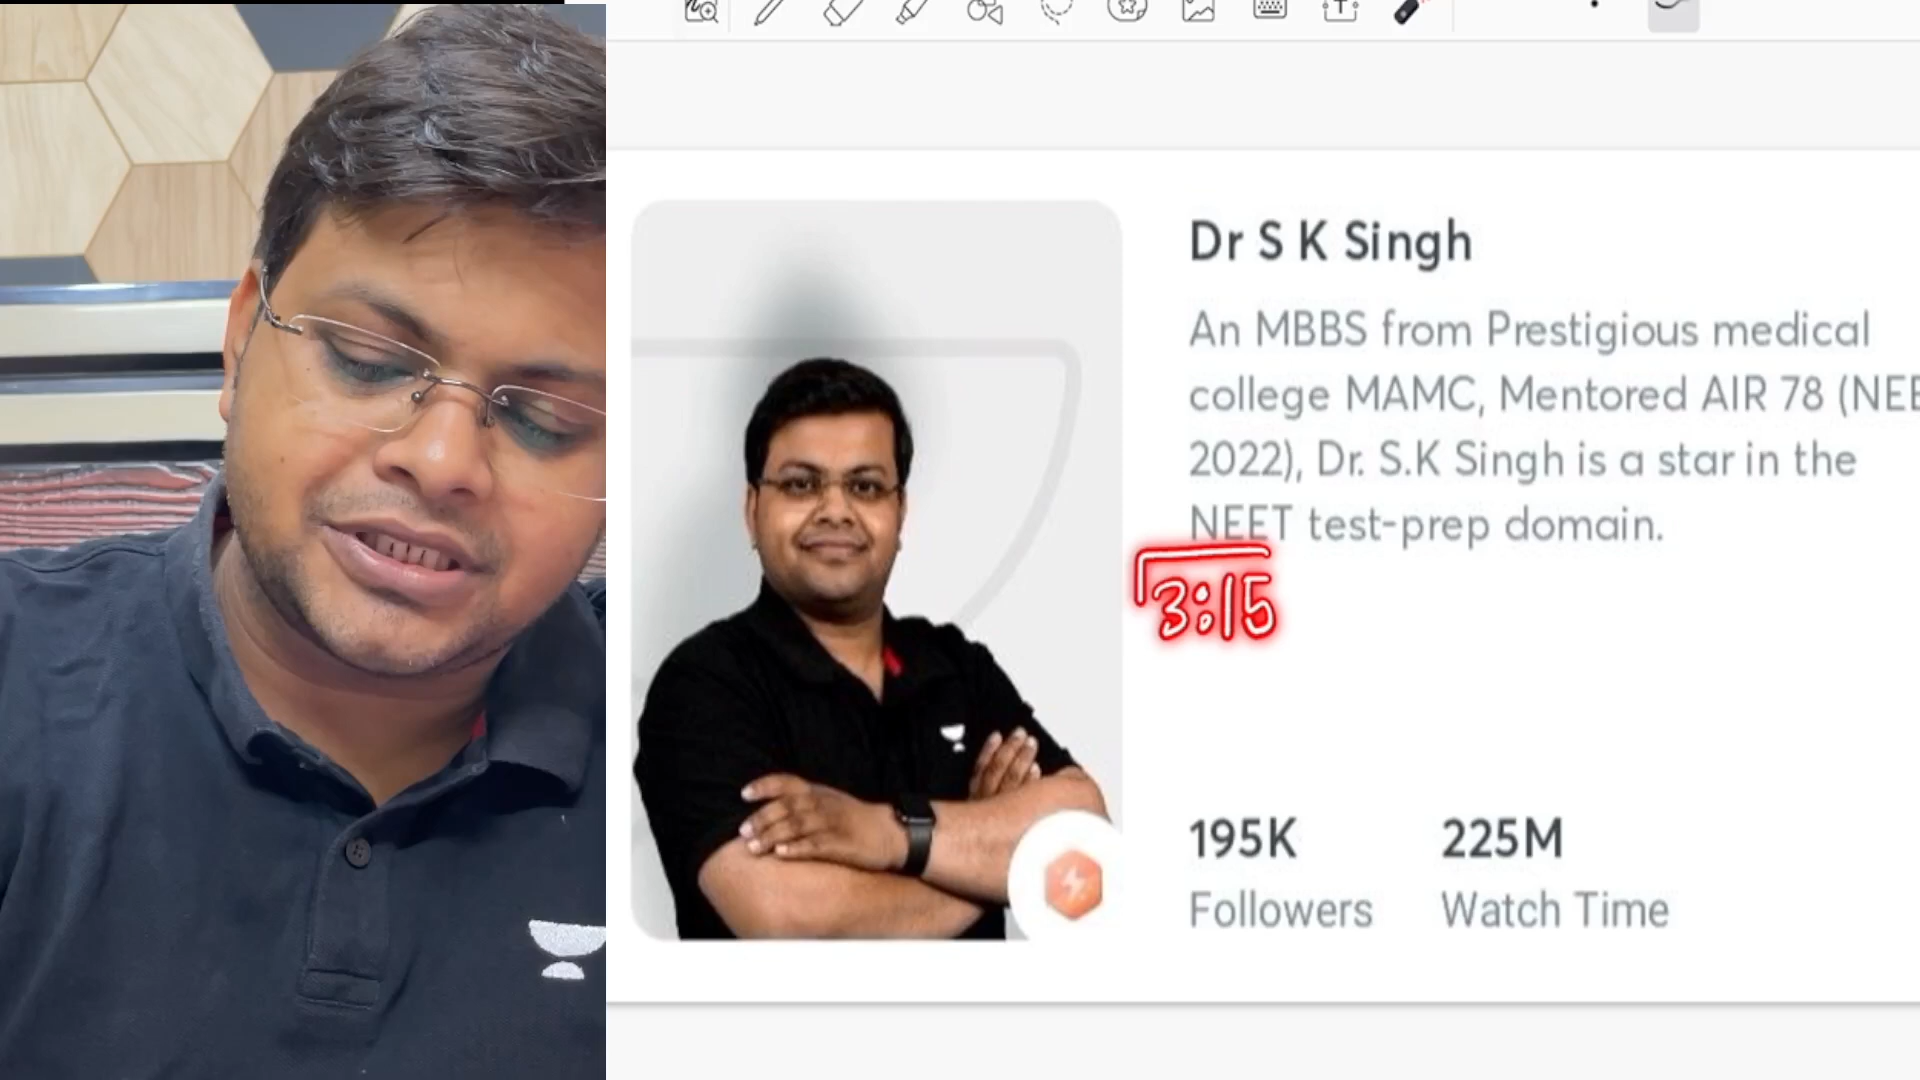 Dr S K Singh
An MBBS from Prestigious medical
college MAMC, Mentored AIR 78 (NEE
2022), Dr. S.K Singh is a star in the
NEET test-prep domain.
3:15
195K 225M
Followers Watch Time